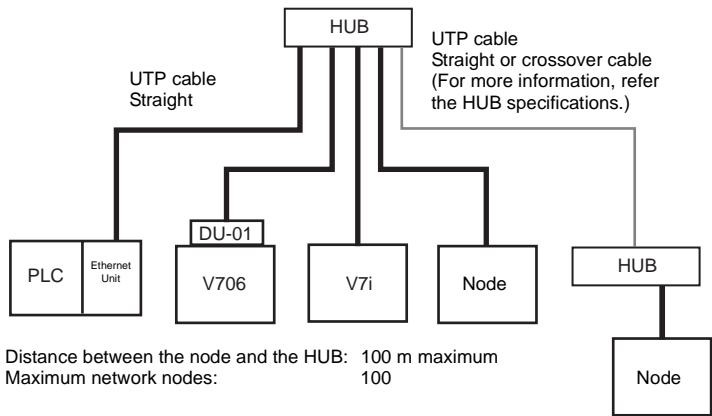 HUB
UTP cable
Straight or crossover cable
(For more information, refer
the HUB specifications.)
UTP cable
Straight
DU-01
PLC
Ethernet
Unit
V706
V7i
Node
HUB
Distance between the node and the HUB: 100 m maximum
Maximum network nodes: 100
Node